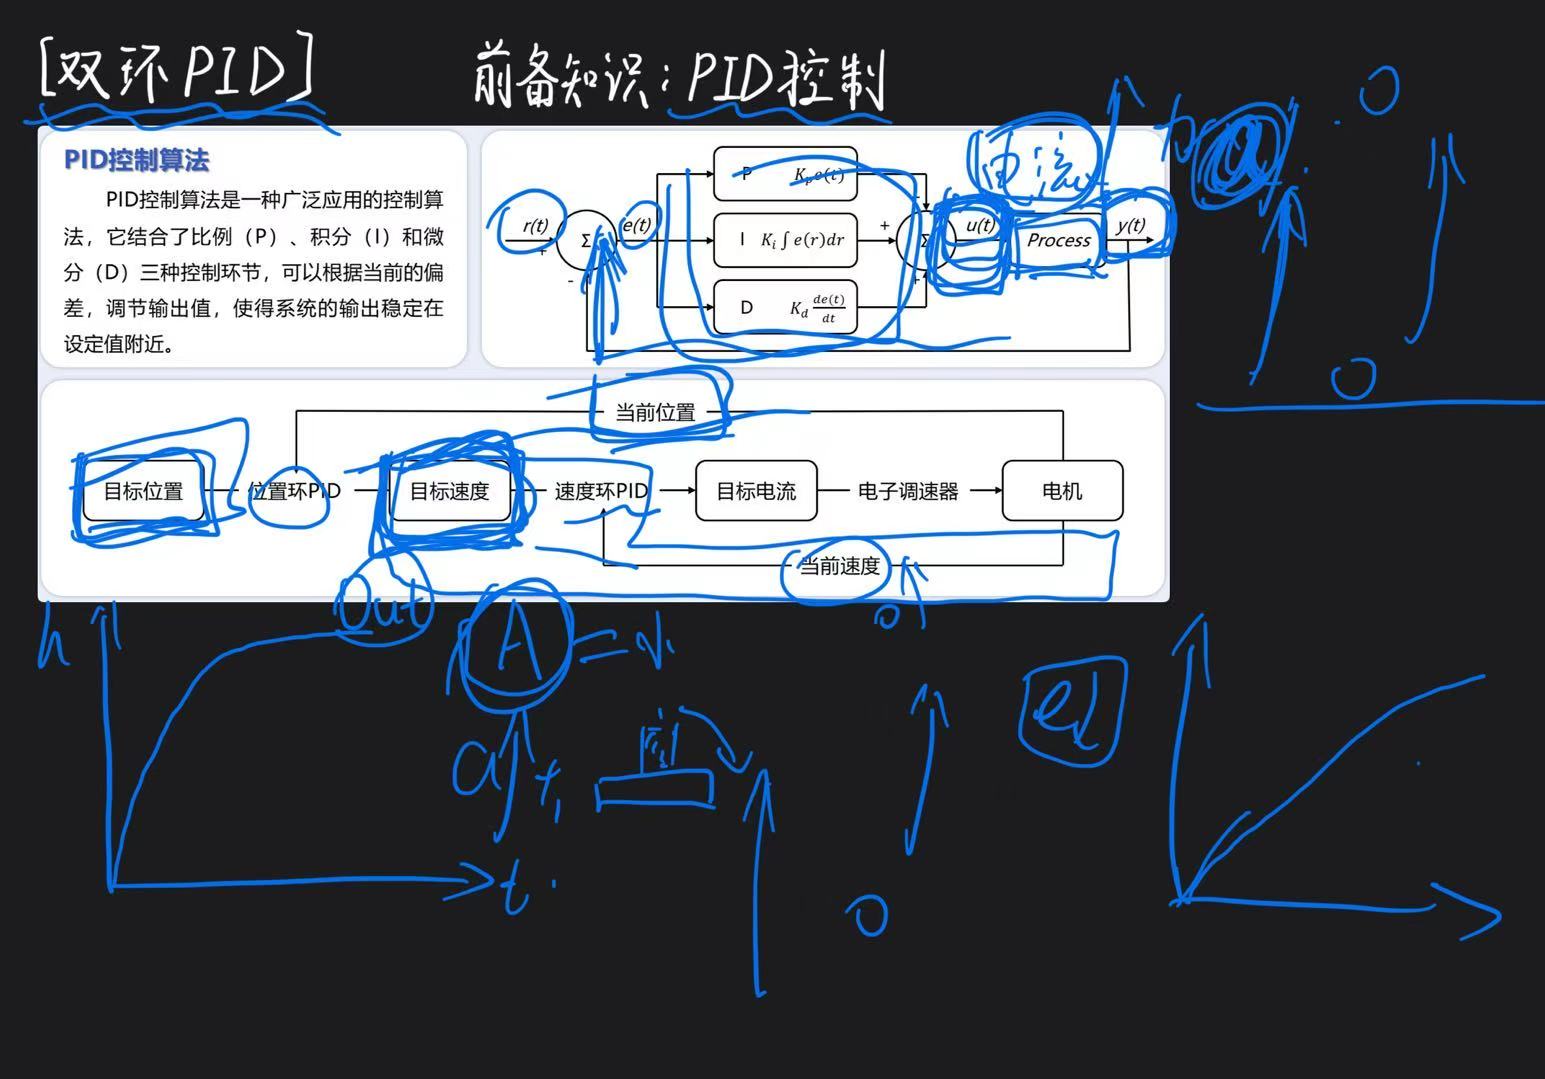 [双环PID]
前备知识：PID控制
PID控制算法
PID控制算法是一种广泛应用的控制算
法，它结合了比例（P）、积分（I）和微
分（D）三种控制环节，可以根据当前的偏
差，调节输出值，使得系统的输出稳定在
设定值附近。
r(t)
+
-
Σ
e(t)
P K_p e(t)
I K_i ∫ e(r)dr
D K_d de(t)/dt
+
+
Σ
u(t)
Process
y(t)
电流
a
0
0
当前位置
目标位置
位置环PID
目标速度
速度环PID
目标电流
电子调速器
电机
当前速度
0
Out
h
t
A
=
a
0